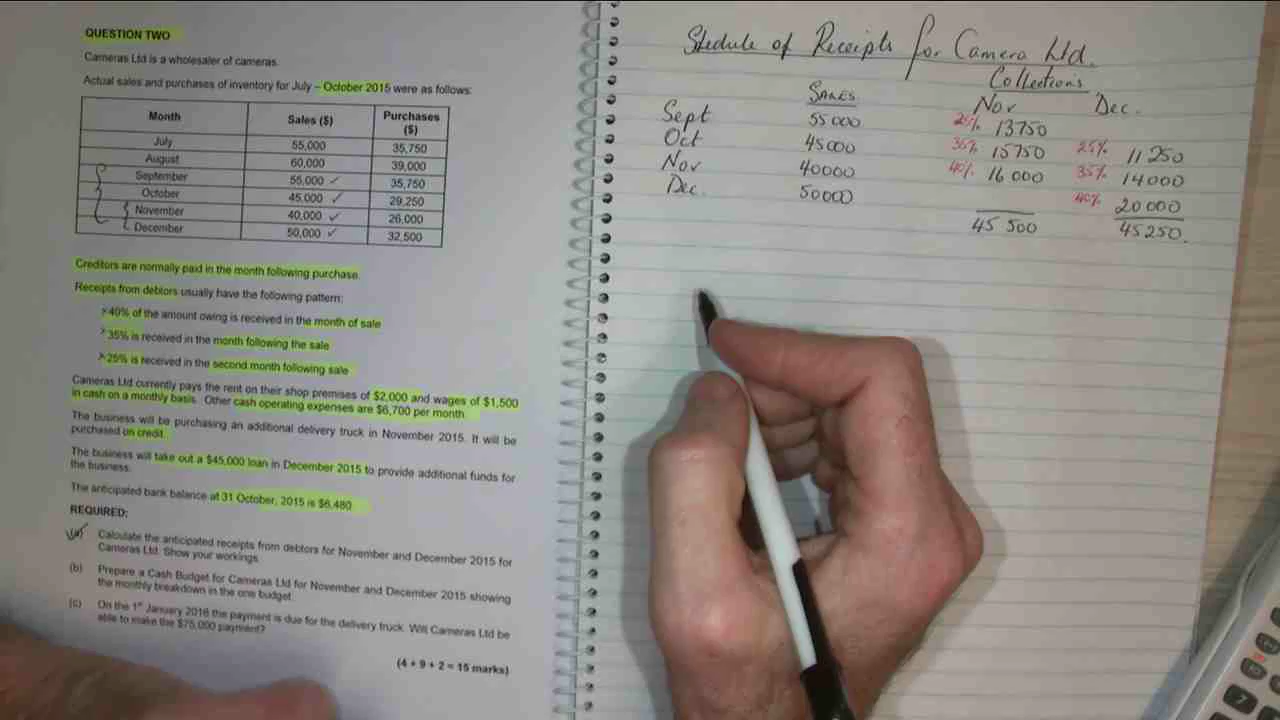 QUESTION TWO
Cameras Ltd is a wholesaler of cameras.
Actual sales and purchases of inventory for July – October 2015 were as follows:
Month Sales ($) Purchases ($)
July 55,000 35,750
August 60,000 39,000
September 55,000 ✓ 35,750
October 45,000 ✓ 29,250
November 40,000 ✓ 26,000
December 50,000 ✓ 32,500
Creditors are normally paid in the month following purchase.
Receipts from debtors usually have the following pattern:
40% of the amount owing is received in the month of sale
35% is received in the month following the sale
25% is received in the second month following sale
Cameras Ltd currently pays the rent on their shop premises of $2,000 and wages of $1,500
in cash on a monthly basis. Other cash operating expenses are $6,700 per month.
The business will be purchasing an additional delivery truck in November 2015. It will be
purchased on credit.
The business will take out a $45,000 loan in December 2015 to provide additional funds for
the business.
The anticipated bank balance at 31 October, 2015 is $6,480
REQUIRED:
(a) Calculate the anticipated receipts from debtors for November and December 2015 for
Cameras Ltd. Show your workings.
(b) Prepare a Cash Budget for Cameras Ltd for November and December 2015 showing
the monthly breakdown in the one budget.
(c) On the 1st January 2016 the payment is due for the delivery truck. Will Cameras Ltd be
able to make the $75,000 payment?
(4 + 9 + 2 = 15 marks)
Shedule of Receipts for Camera Ltd.
Collections
SALES Nov Dec.
Sept 55000 25% 13750
Oct 45000 35% 15750 25% 11250
Nov 40000 40% 16000 35% 14000
Dec. 50000 40% 20000
45 500 45250.